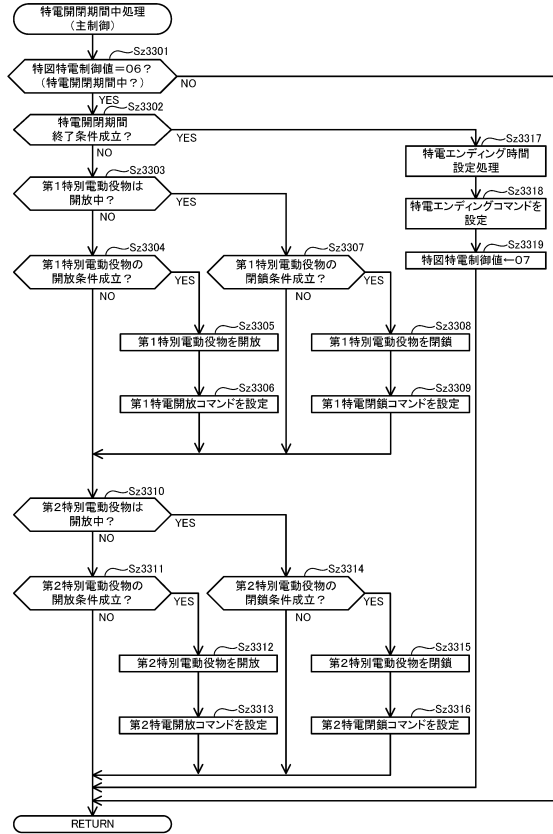 特電開閉期間中処理
(主制御)
Sz3301
特図特電制御値=06?
(特電開閉期間中?)
NO
YES
Sz3302
特電開閉期間
終了条件成立?
YES
NO
Sz3317
特電エンディング時間
設定処理
Sz3303
第1特別電動役物は
開放中?
YES
NO
Sz3318
特電エンディングコマンドを
設定
Sz3304
第1特別電動役物の
開放条件成立?
YES
NO
Sz3307
第1特別電動役物の
閉鎖条件成立?
YES
NO
Sz3319
特図特電制御値←07
Sz3305
第1特別電動役物を開放
Sz3308
第1特別電動役物を閉鎖
Sz3306
第1特電開放コマンドを設定
Sz3309
第1特電閉鎖コマンドを設定
Sz3310
第2特別電動役物は
開放中?
YES
NO
Sz3311
第2特別電動役物の
開放条件成立?
YES
NO
Sz3314
第2特別電動役物の
閉鎖条件成立?
YES
NO
Sz3312
第2特別電動役物を開放
Sz3315
第2特別電動役物を閉鎖
Sz3313
第2特電開放コマンドを設定
Sz3316
第2特電閉鎖コマンドを設定
RETURN